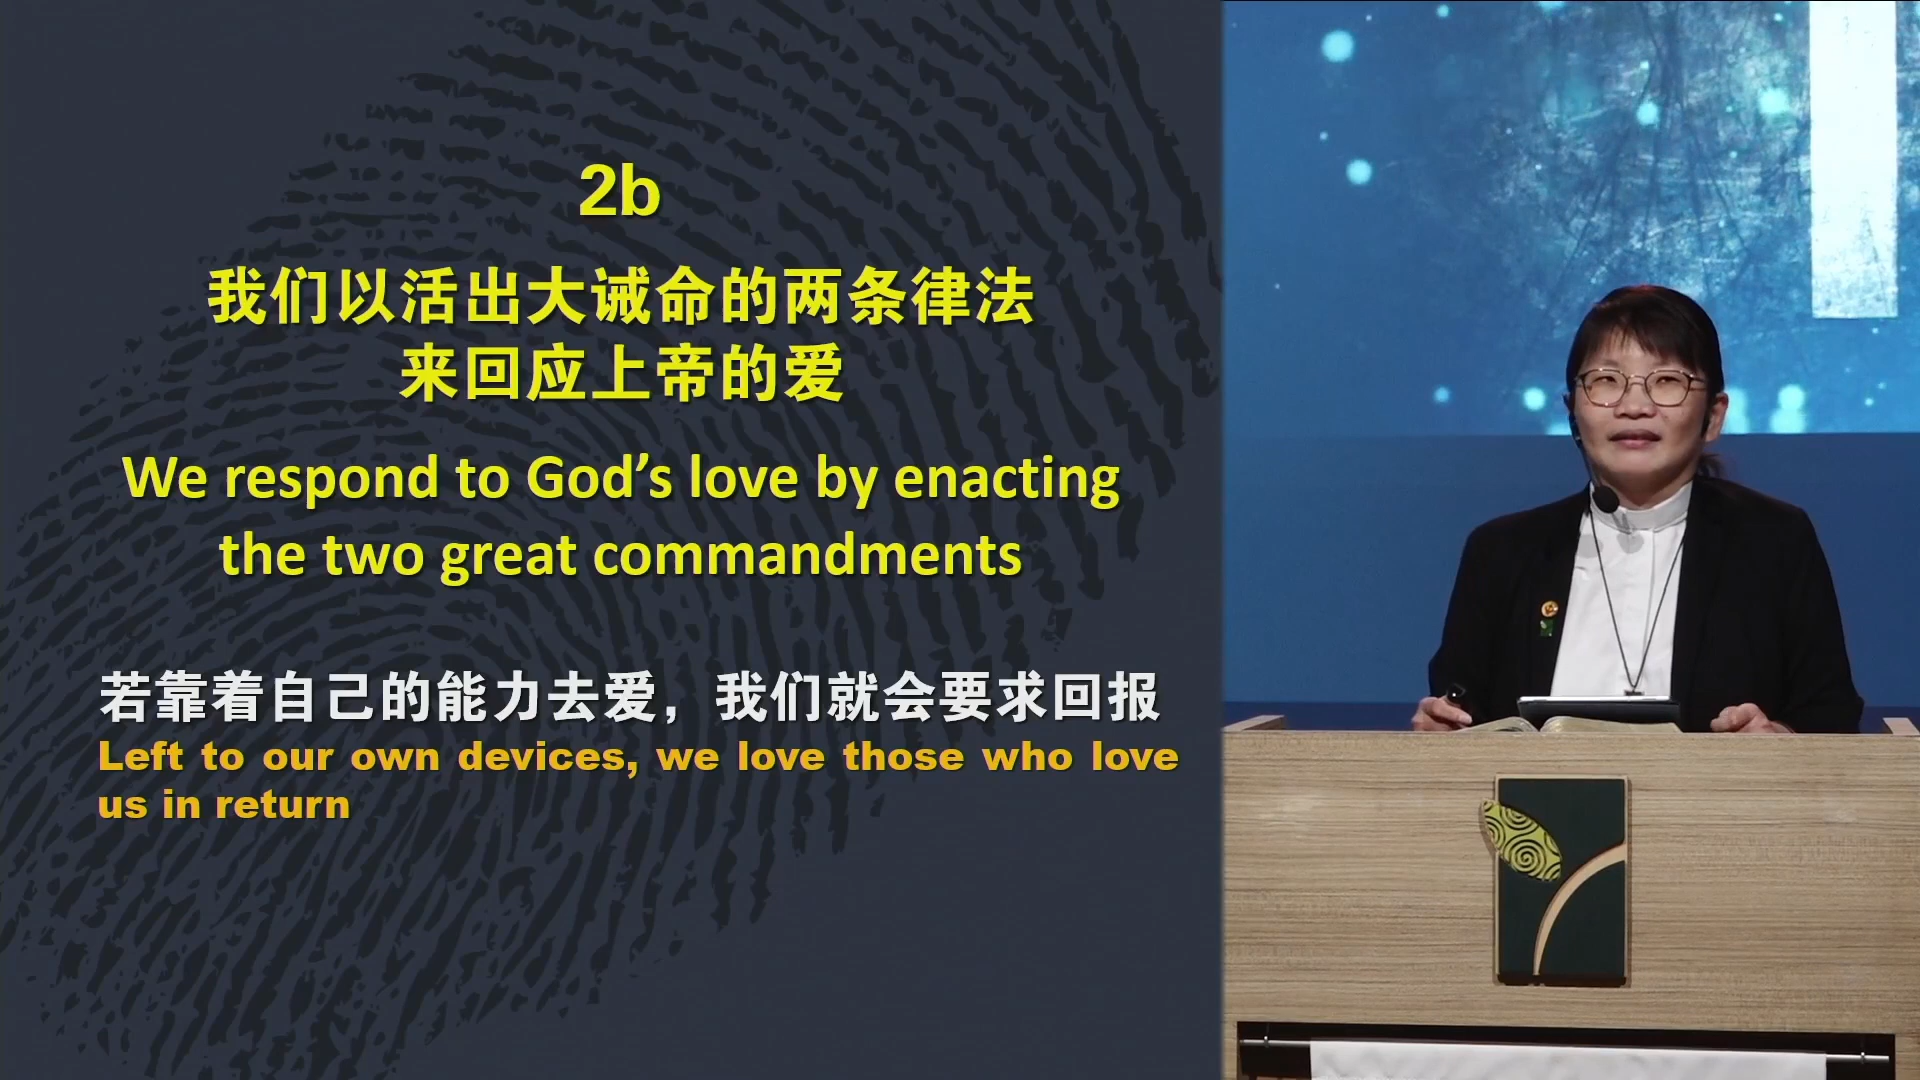 2b
我们以活出大诫命的两条律法
来回应上帝的爱
We respond to God’s love by enacting
the two great commandments
若靠着自己的能力去爱，我们就会要求回报
Left to our own devices, we love those who love
us in return